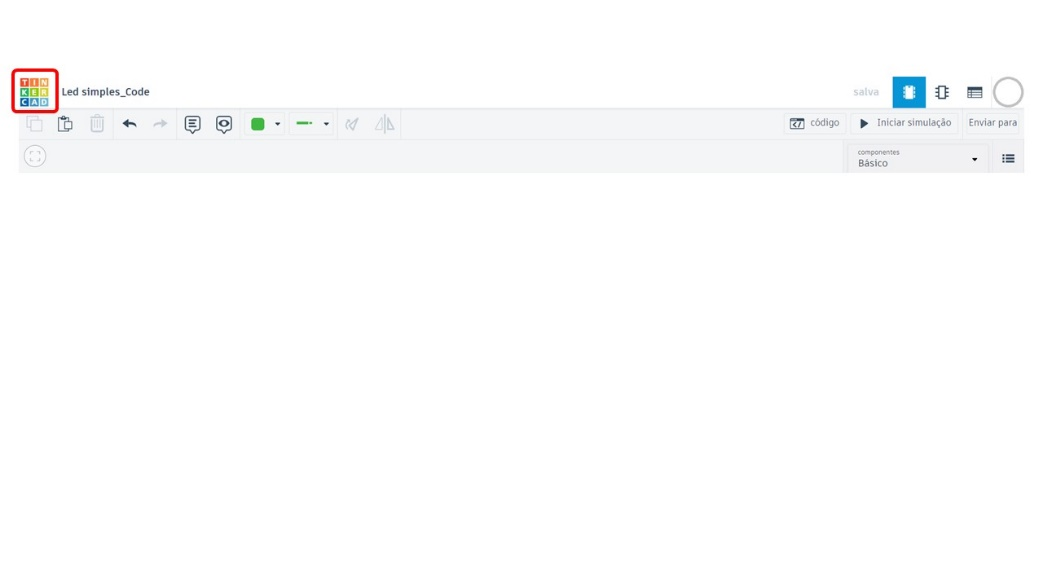 TIN
KER
CAD
Led simples_Code
salva
código
Iniciar simulação
Enviar para
componentes
Básico